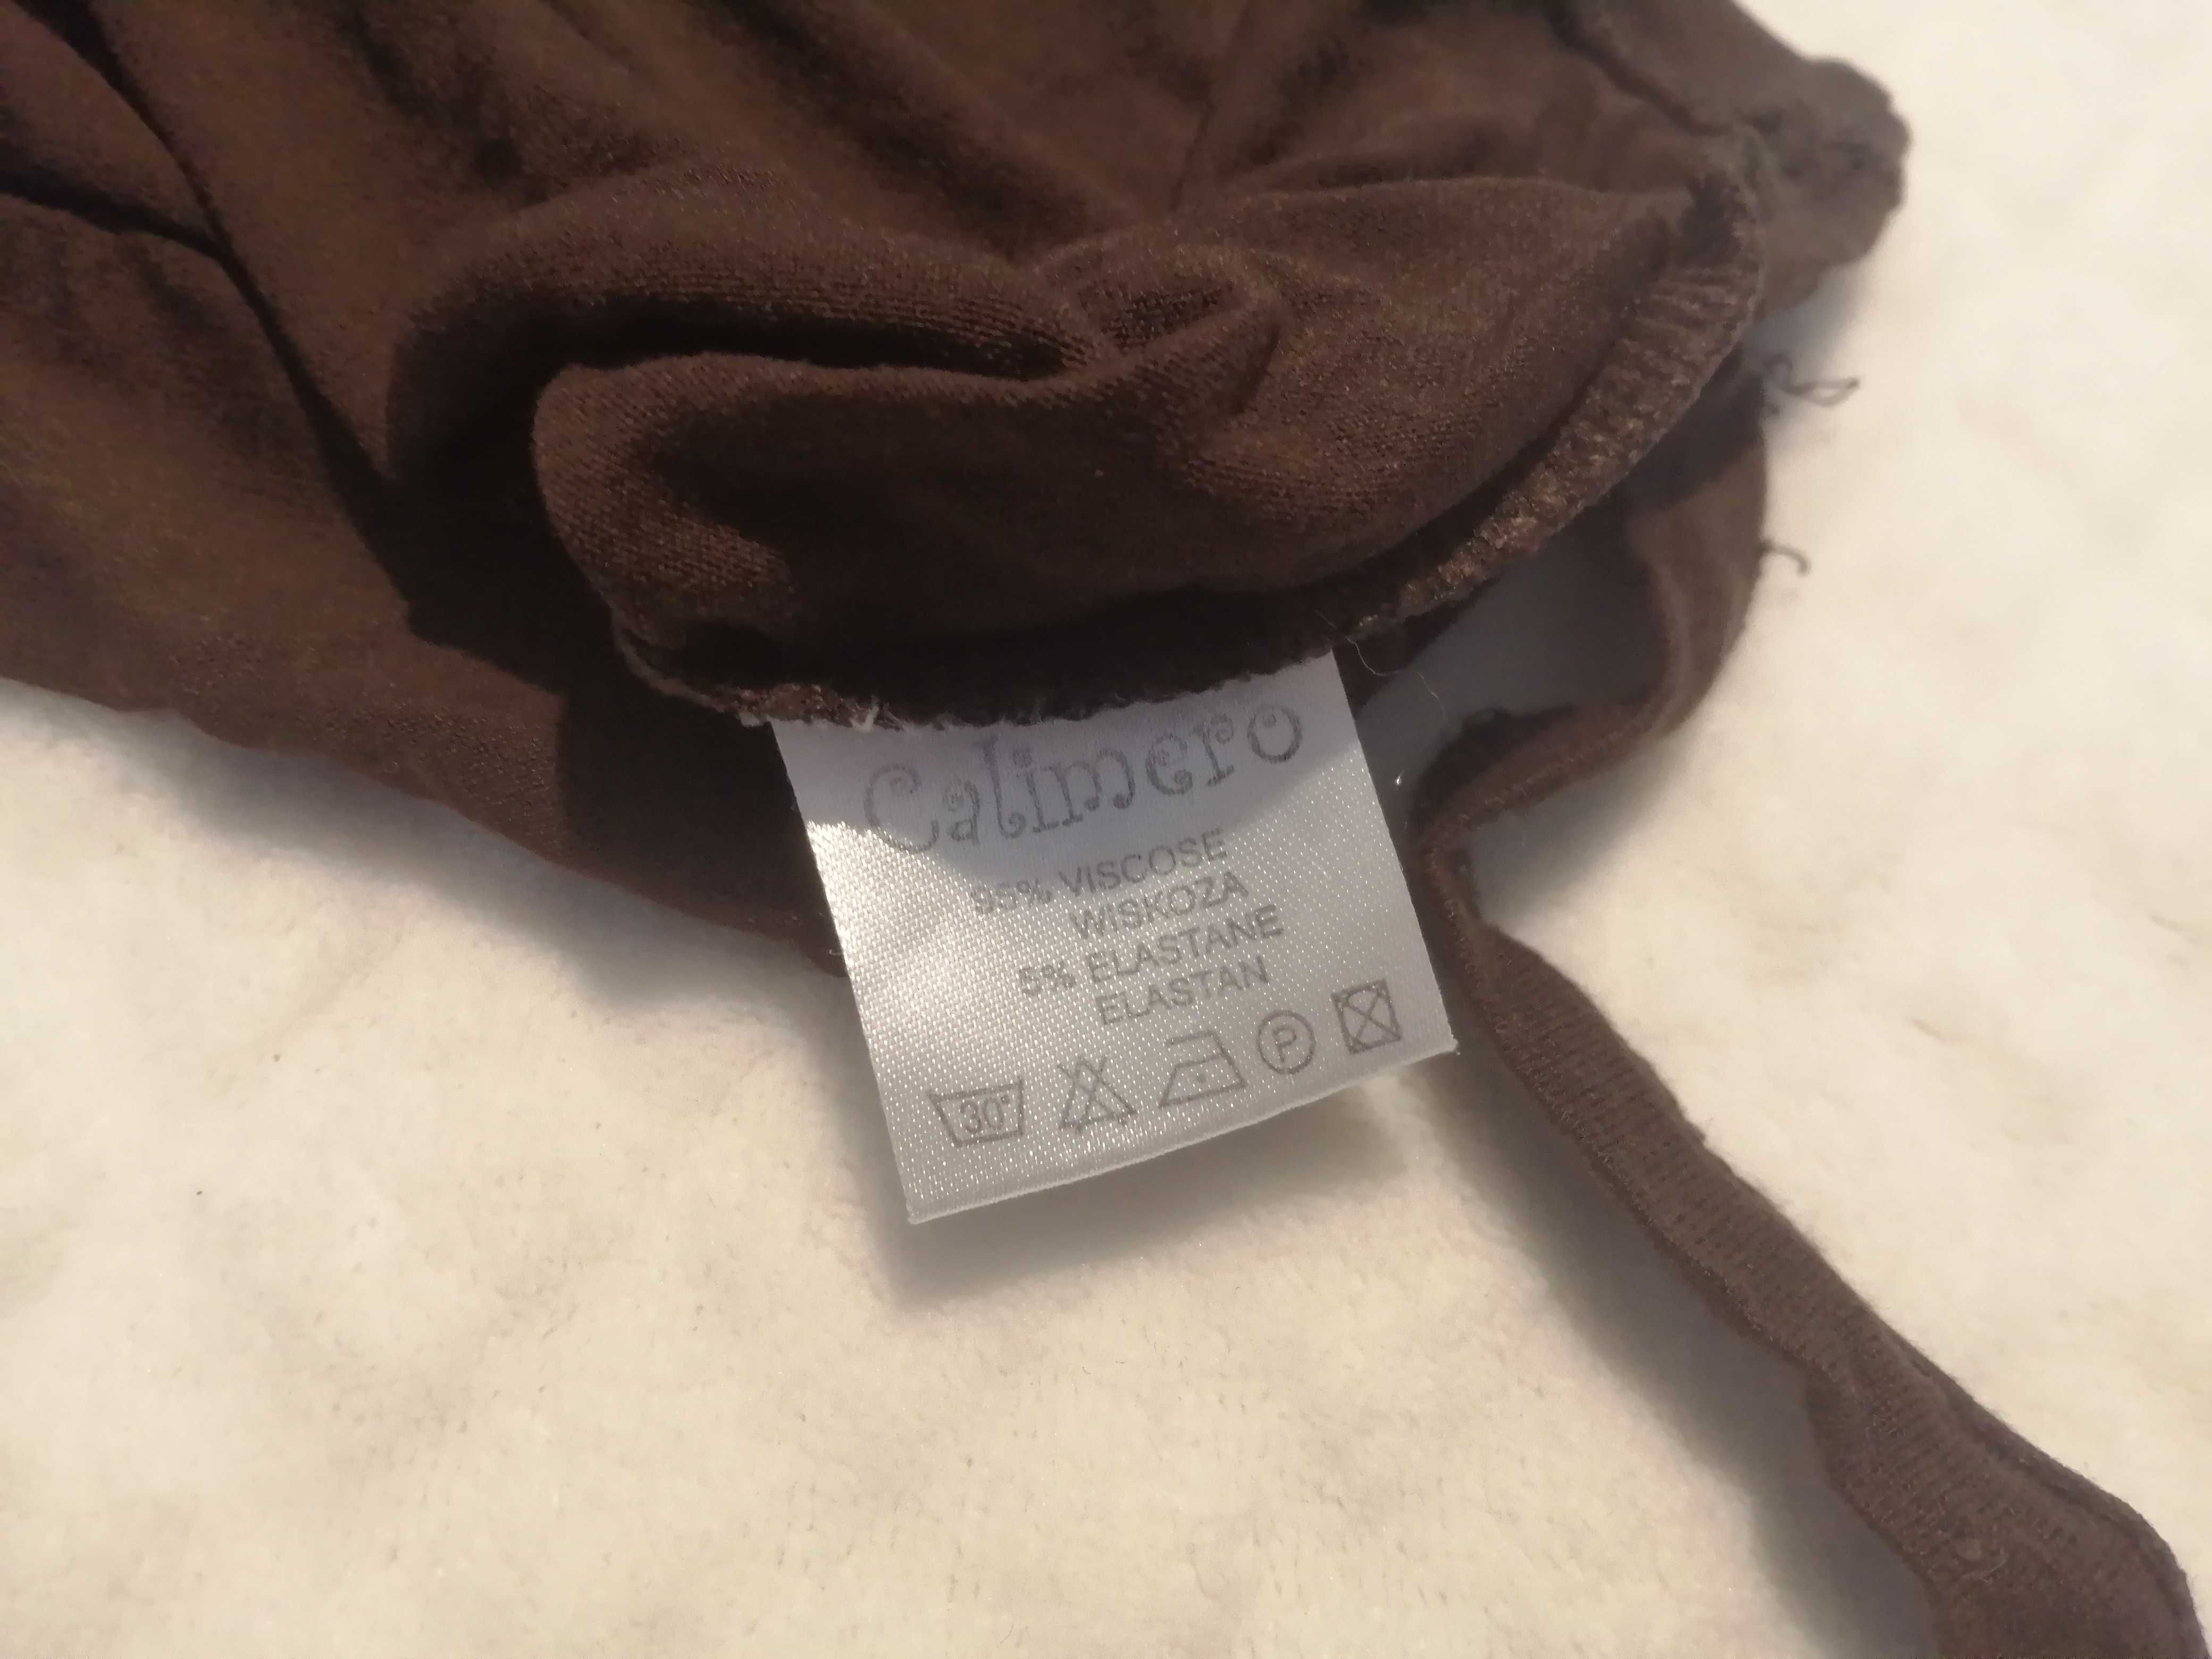 Calimero
95% VISCOSE
WISKOZA
5% ELASTANE
ELASTAN
30° P